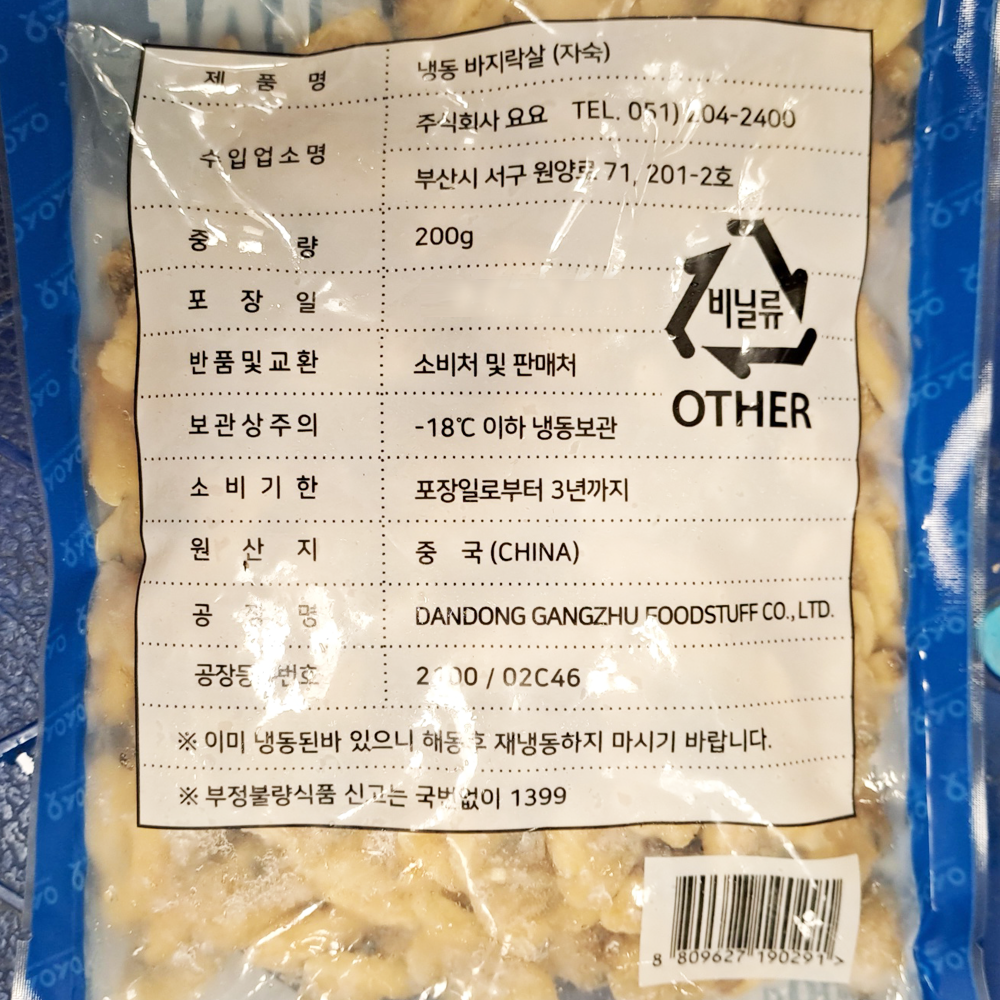 제 품 명 냉동 바지락살 (자숙)
수입업소명 주식회사 요요 TEL. 051) 204-2400
부산시 서구 원양로 71, 201-2호
중 량 200g
포 장 일
반품및교환 소비처 및 판매처
보관상주의 -18℃ 이하 냉동보관
소 비 기 한 포장일로부터 3년까지
원 산 지 중 국 (CHINA)
공 장 명 DANDONG GANGZHU FOODSTUFF CO., LTD.
공장등록번호 / 02C46
비닐류
OTHER
※ 이미 냉동된바 있으니 해동후 재냉동하지 마시기 바랍니다.
※ 부정불량식품 신고는 국번없이 1399
8 809627 190291 >
YOYO